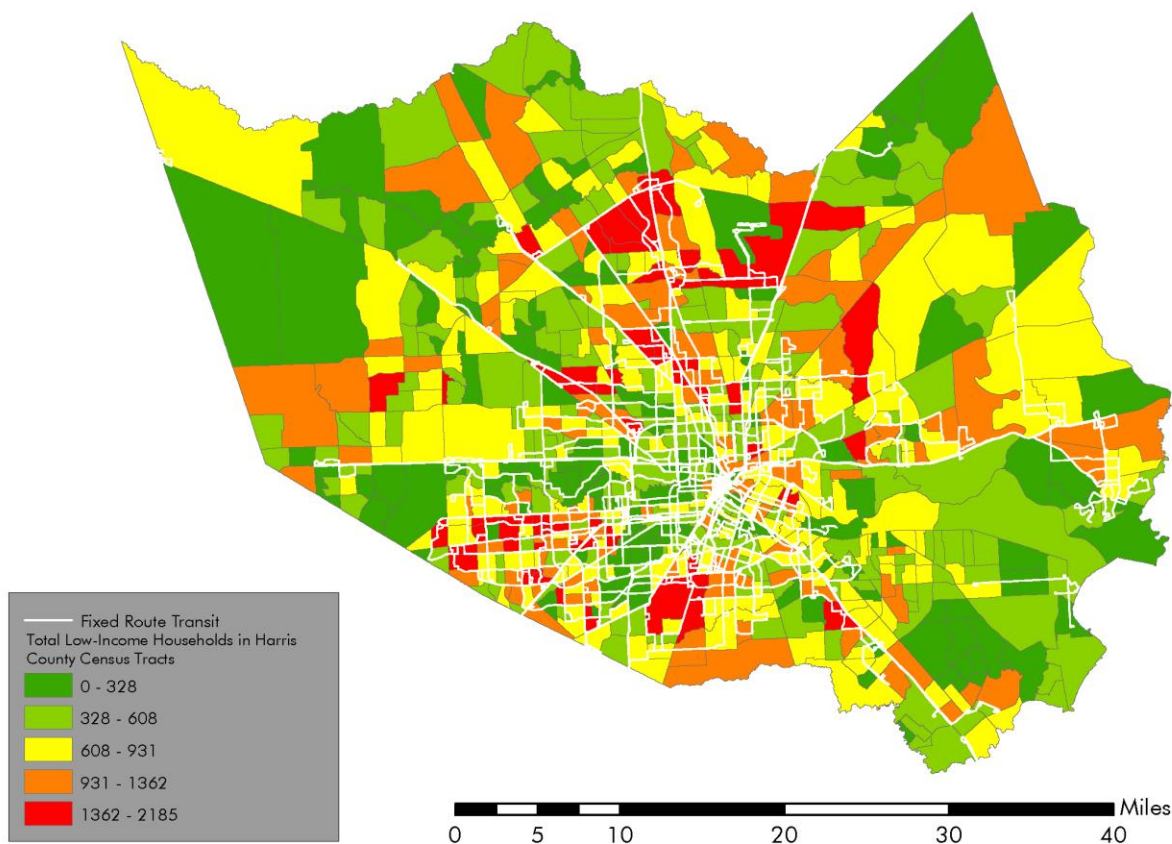 Fixed Route Transit
Total Low-Income Households in Harris
County Census Tracts
0 - 328
328 - 608
608 - 931
931 - 1362
1362 - 2185
Miles
0 5 10 20 30 40